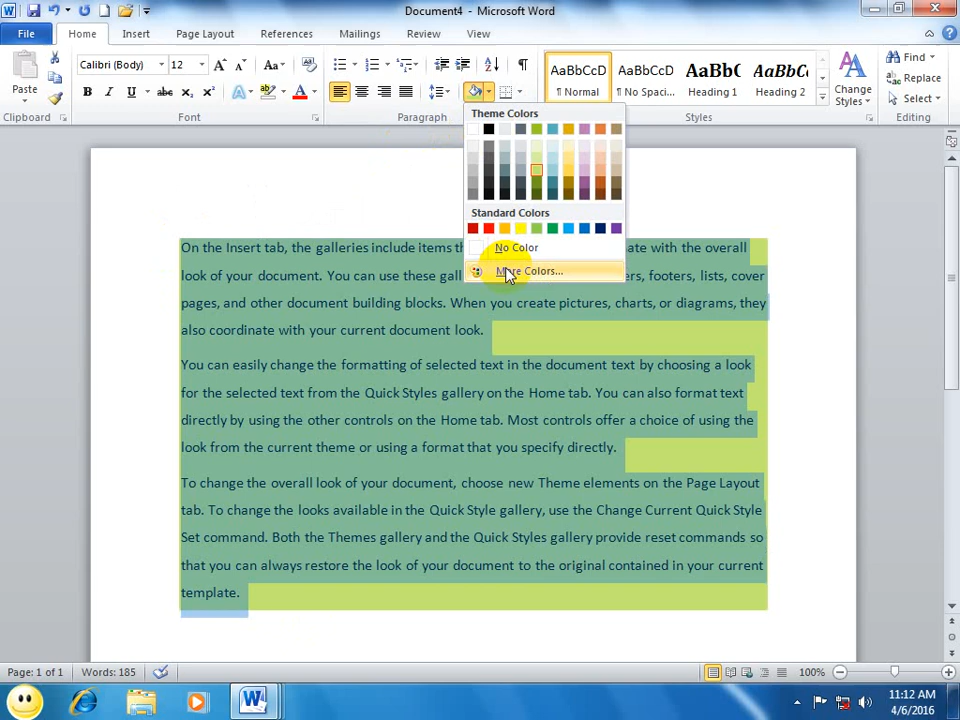 Document4 - Microsoft Word
File Home Insert Page Layout References Mailings Review View
Calibri (Body) 12 Aa
Paste
B I U abc x₂ x² A ab A
AaBbCcD AaBbCcD AaBbC AaBbCc
¶ Normal ¶ No Spaci... Heading 1 Heading 2
Change Styles
Find
Replace
Select
Clipboard Font Paragraph Styles Editing
Theme Colors
Standard Colors
No Color
More Colors...
On the Insert tab, the galleries include items ate with the overall
look of your document. You can use these gall ers, footers, lists, cover
pages, and other document building blocks. When you create pictures, charts, or diagrams, they
also coordinate with your current document look.
You can easily change the formatting of selected text in the document text by choosing a look
for the selected text from the Quick Styles gallery on the Home tab. You can also format text
directly by using the other controls on the Home tab. Most controls offer a choice of using the
look from the current theme or using a format that you specify directly.
To change the overall look of your document, choose new Theme elements on the Page Layout
tab. To change the looks available in the Quick Style gallery, use the Change Current Quick Style
Set command. Both the Themes gallery and the Quick Styles gallery provide reset commands so
that you can always restore the look of your document to the original contained in your current
template.
Page: 1 of 1 Words: 185 100%
11:12 AM
4/6/2016